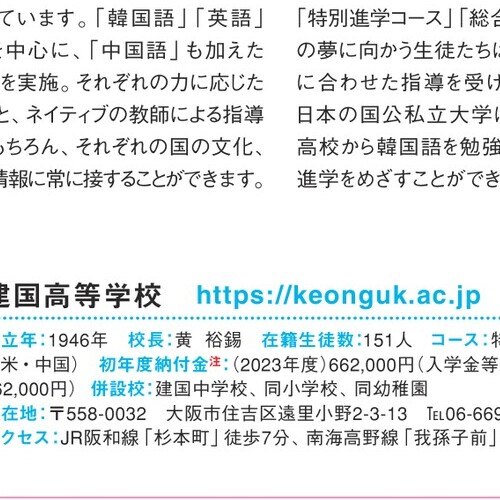 ています。「韓国語」「英語」
を中心に、「中国語」も加えた
を実施。それぞれの力に応じた
と、ネイティブの教師による指導
もちろん、それぞれの国の文化、
情報に常に接することができます。
「特別進学コース」「総合
の夢に向かう生徒たちに
に合わせた指導を受け
日本の国公私立大学に
高校から韓国語を勉強
進学をめざすことができ
建国高等学校 https://keonguk.ac.jp
立年：1946年 校長：黄 裕錫 在籍生徒数：151人 コース：特
米・中国） 初年度納付金注：（2023年度）662,000円（入学金等
62,000円） 併設校：建国中学校、同小学校、同幼稚園
在地：〒558-0032 大阪市住吉区遠里小野2-3-13 ℡06-669
クセス：JR阪和線「杉本町」徒歩7分、南海高野線「我孫子前」